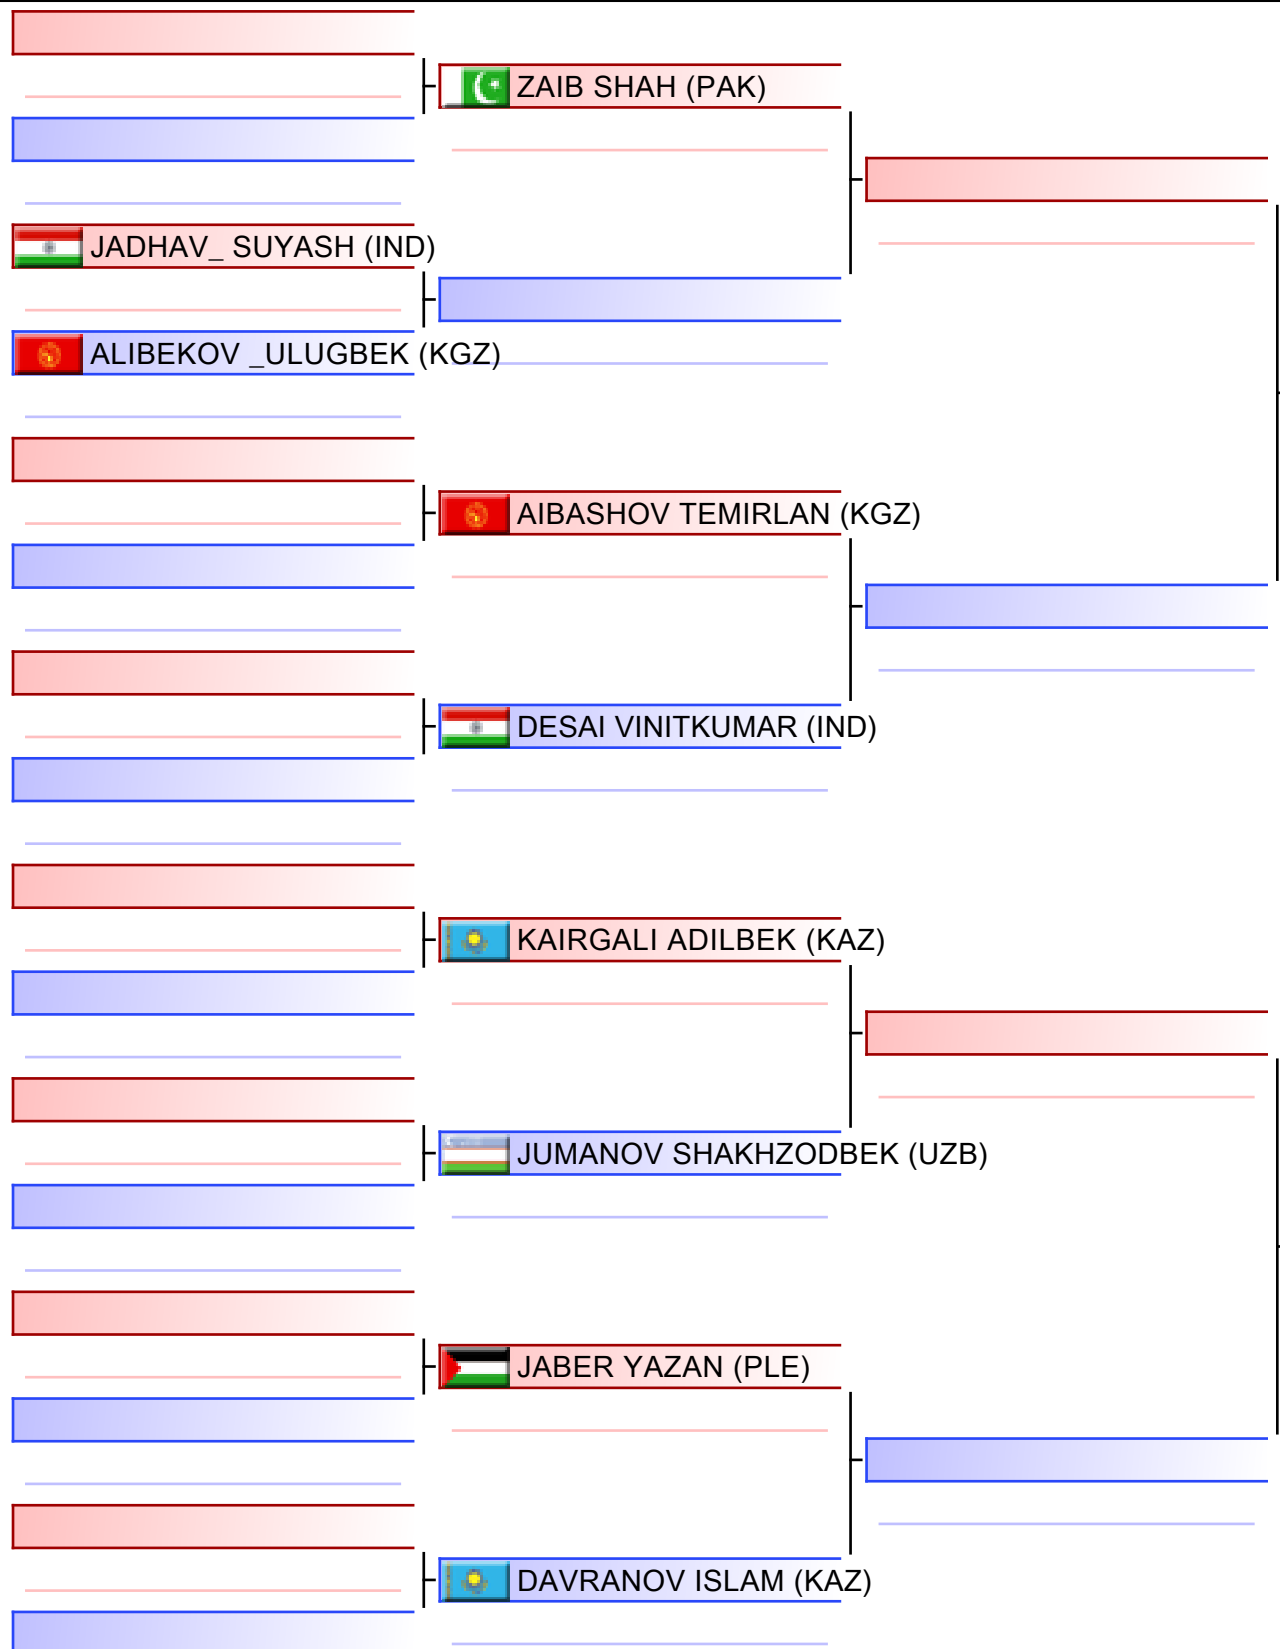 ZAIB SHAH (PAK)
JADHAV_ SUYASH (IND)
ALIBEKOV _ULUGBEK (KGZ)
AIBASHOV TEMIRLAN (KGZ)
DESAI VINITKUMAR (IND)
KAIRGALI ADILBEK (KAZ)
JUMANOV SHAKHZODBEK (UZB)
JABER YAZAN (PLE)
DAVRANOV ISLAM (KAZ)